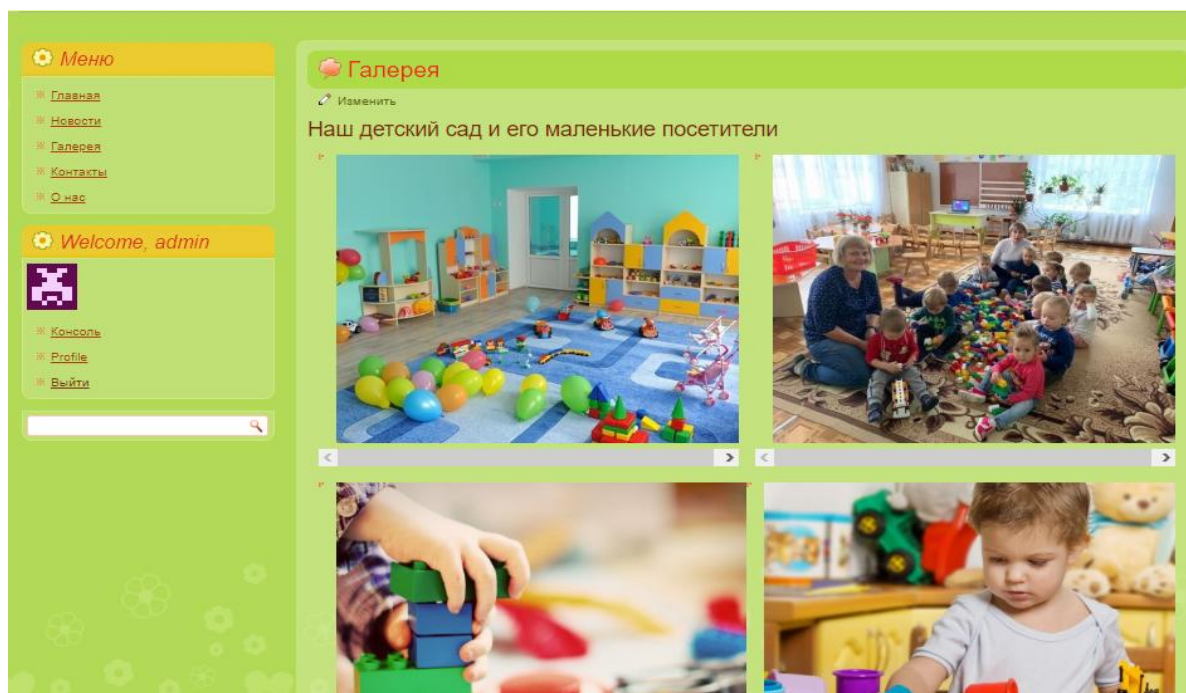 Меню
Главная
Новости
Галерея
Контакты
О нас
Welcome, admin
Консоль
Profile
Выйти
Галерея
Изменить
Наш детский сад и его маленькие посетители